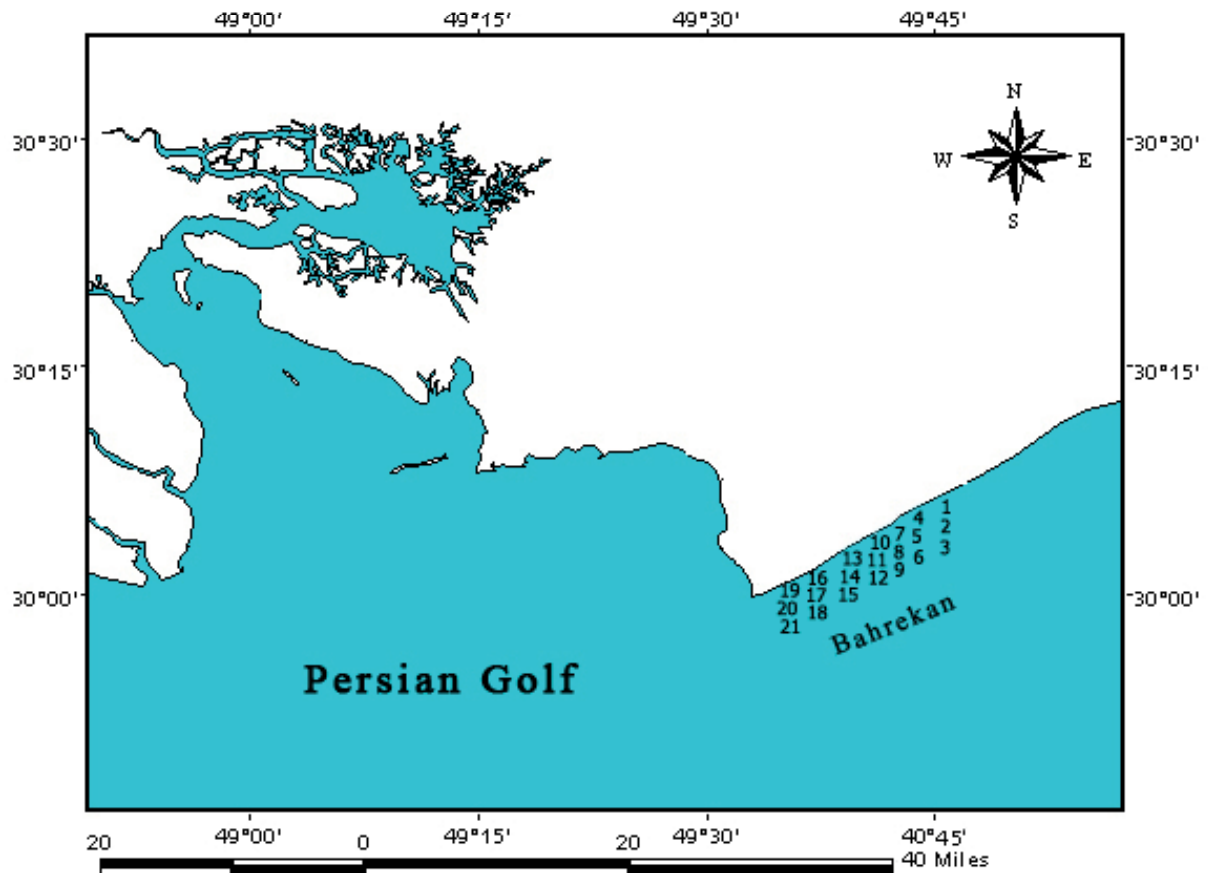 49°00' 49°15' 49°30' 49°45'
N
30°30' 30°30'
W E
S
30°15' 30°15'
1
4 2
7 5 3
10 8 6
13 11 9
16 14 12
19 17 15
20 18
21
30°00' 30°00'
Bahrekan
Persian Golf
49°00' 49°15' 49°30' 40°45'
20 0 20 40 Miles